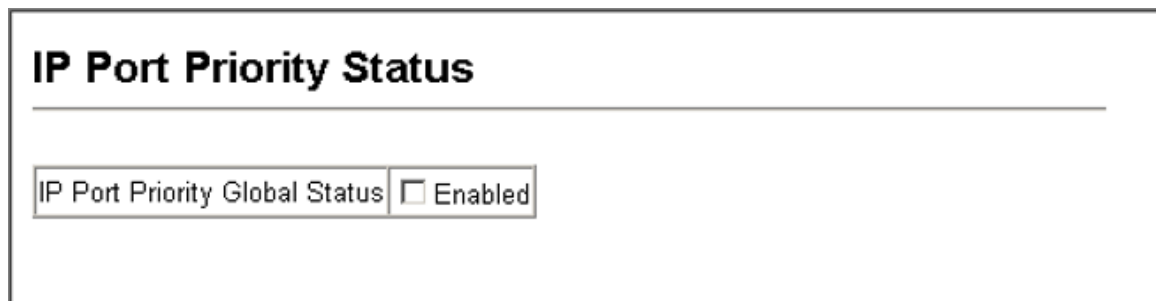 IP Port Priority Status
IP Port Priority Global Status Enabled